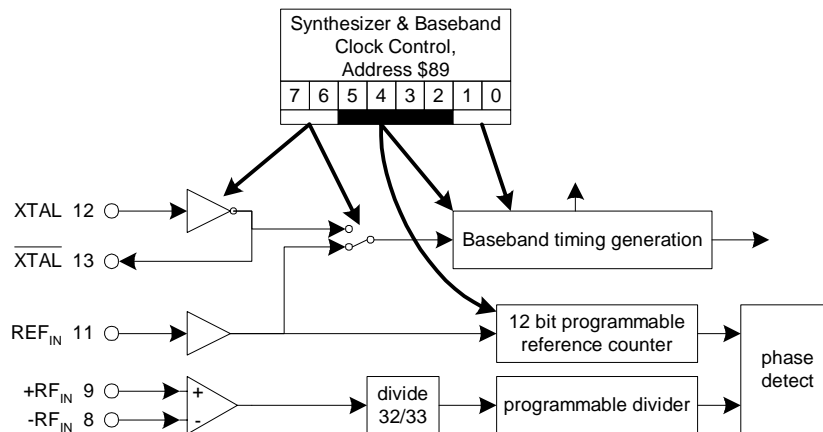 Synthesizer & Baseband
Clock Control,
Address $89
7 6 5 4 3 2 1 0
XTAL 12
XTAL 13
Baseband timing generation
REF_IN 11
12 bit programmable
reference counter
phase
detect
+RF_IN 9
-RF_IN 8
+
-
divide
32/33
programmable divider